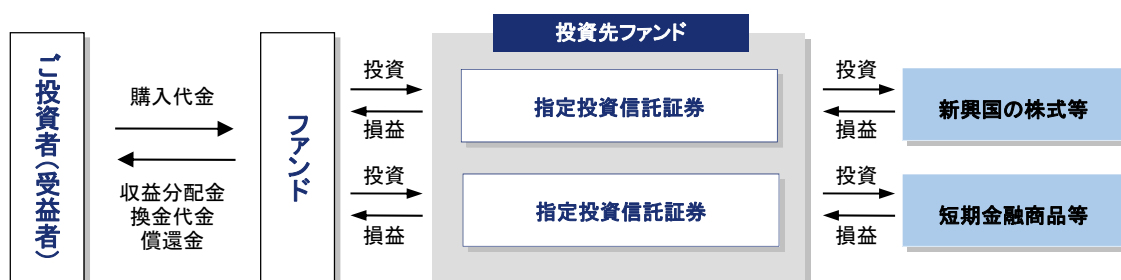 ご投資者(受益者)
購入代金
収益分配金
換金代金
償還金
ファンド
投資
損益
投資
損益
投資先ファンド
指定投資信託証券
指定投資信託証券
投資
損益
投資
損益
新興国の株式等
短期金融商品等